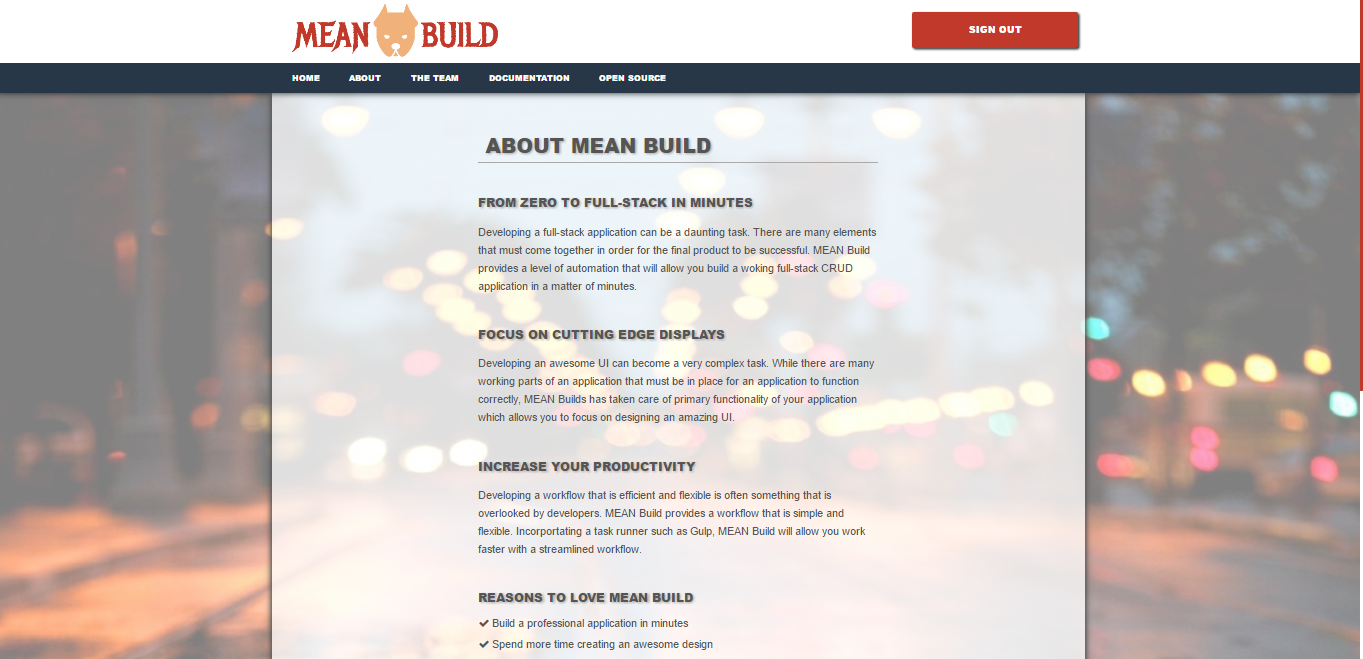 MEAN BUILD
SIGN OUT
HOME ABOUT THE TEAM DOCUMENTATION OPEN SOURCE
ABOUT MEAN BUILD
FROM ZERO TO FULL-STACK IN MINUTES
Developing a full-stack application can be a daunting task. There are many elements
that must come together in order for the final product to be successful. MEAN Build
provides a level of automation that will allow you build a woking full-stack CRUD
application in a matter of minutes.
FOCUS ON CUTTING EDGE DISPLAYS
Developing an awesome UI can become a very complex task. While there are many
working parts of an application that must be in place for an application to function
correctly, MEAN Builds has taken care of primary functionality of your application
which allows you to focus on designing an amazing UI.
INCREASE YOUR PRODUCTIVITY
Developing a workflow that is efficient and flexible is often something that is
overlooked by developers. MEAN Build provides a workflow that is simple and
flexible. Incorportating a task runner such as Gulp, MEAN Build will allow you work
faster with a streamlined workflow.
REASONS TO LOVE MEAN BUILD
Build a professional application in minutes
Spend more time creating an awesome design